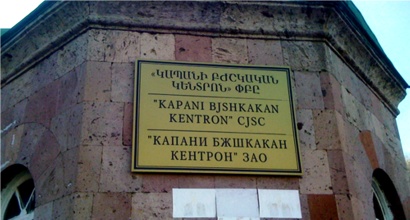 «ԿԱՊԱՆԻ ԲԺՇԿԱԿԱՆ
ԿԵՆՏՐՈՆ» ՓԲԸ
"KAPANI BJSHKAKAN
KENTRON" CJSC
"КАПАНИ БЖШКАКАН
КЕНТРОН" ЗАО